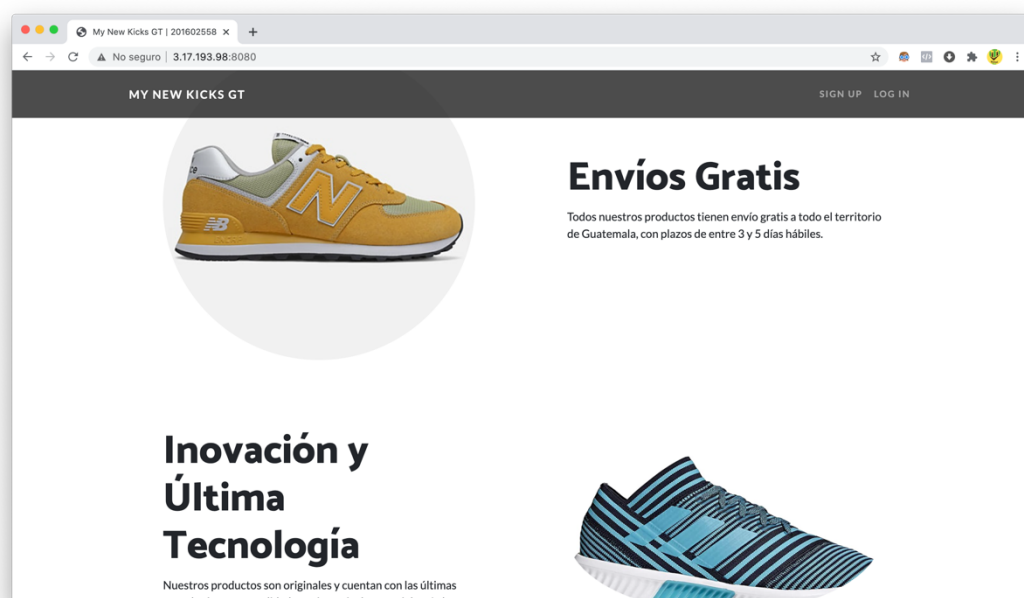 My New Kicks GT | 201602558
No seguro | 3.17.193.98:8080
MY NEW KICKS GT
SIGN UP LOG IN
N
NB
Envíos Gratis
Todos nuestros productos tienen envío gratis a todo el territorio
de Guatemala, con plazos de entre 3 y 5 días hábiles.
Inovación y
Última
Tecnología
Nuestros productos son originales y cuentan con las últimas